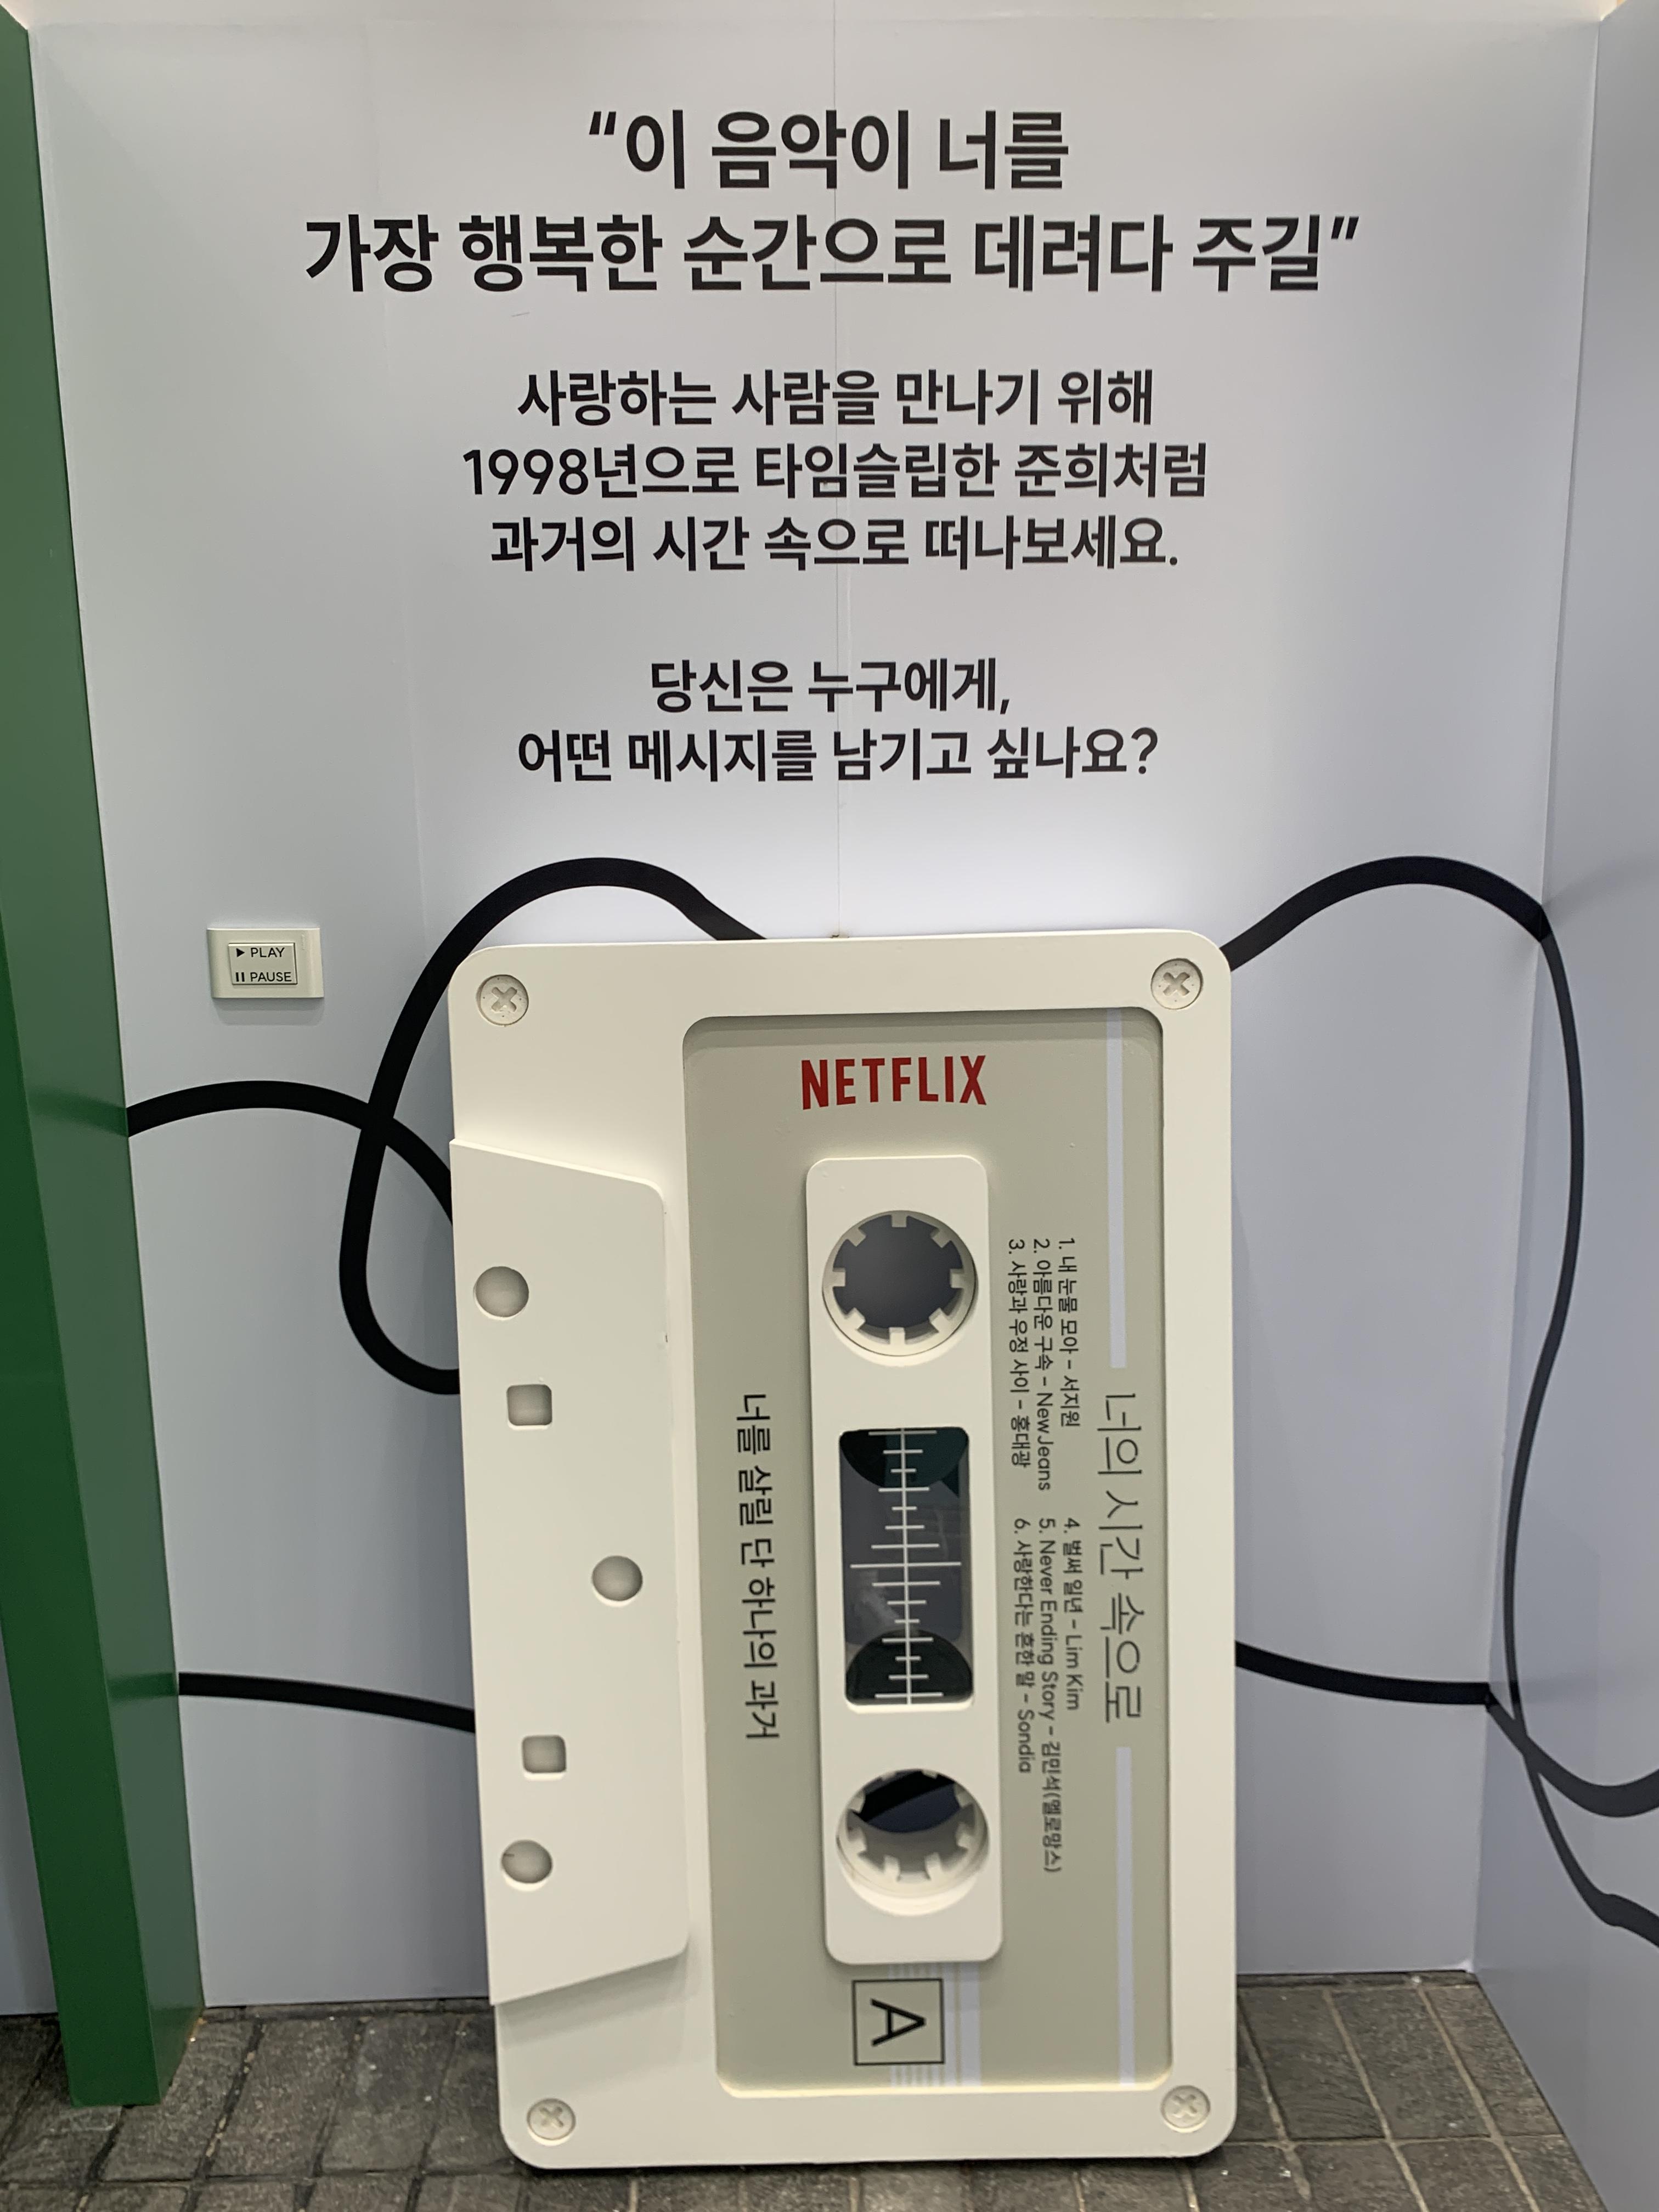 “이 음악이 너를
가장 행복한 순간으로 데려다 주길”
사랑하는 사람을 만나기 위해
1998년으로 타임슬립한 준희처럼
과거의 시간 속으로 떠나보세요.
당신은 누구에게,
어떤 메시지를 남기고 싶나요?
▶ PLAY
II PAUSE
NETFLIX
너의 시간 속으로
1. 내 눈물 모아 - 서지원
2. 아름다운 구속 - NewJeans
3. 사랑과 우정 사이 - 홍대광
4. 벌써 일년 - Lim Kim
5. Never Ending Story - 김민석(멜로망스)
6. 사랑한다는 흔한 말 - Sondia
너를 살릴 단 하나의 과거
A